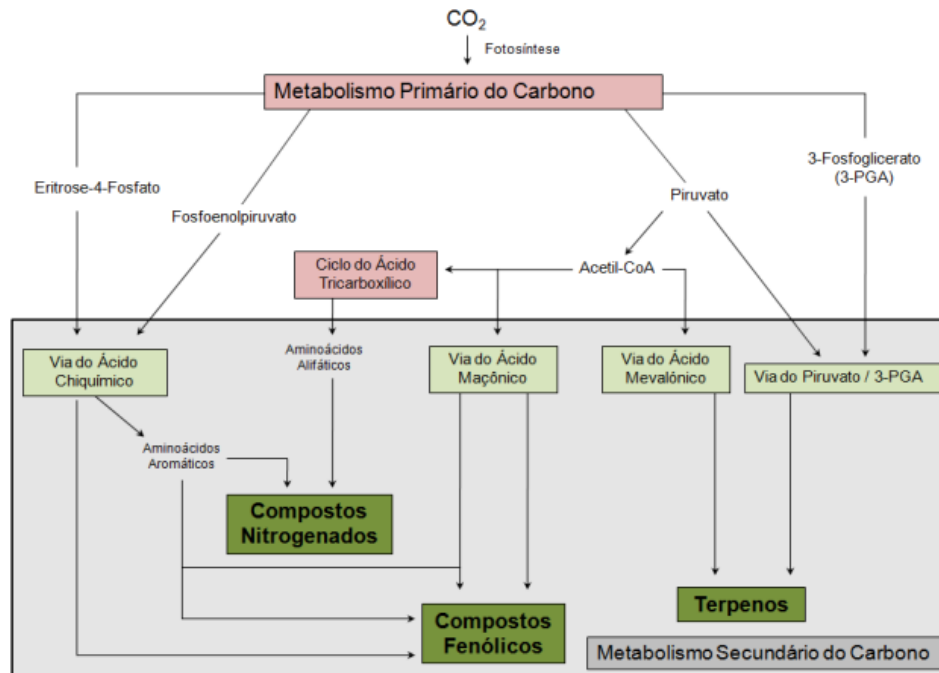 CO2
Fotosíntese
Metabolismo Primário do Carbono
Eritrose-4-Fosfato
Fosfoenolpiruvato
Piruvato
3-Fosfoglicerato
(3-PGA)
Ciclo do Ácido
Tricarboxílico
Acetil-CoA
Via do Ácido
Chiquímico
Aminoácidos
Alifáticos
Via do Ácido
Maçônico
Via do Ácido
Mevalónico
Via do Piruvato / 3-PGA
Aminoácidos
Aromáticos
Compostos
Nitrogenados
Compostos
Fenólicos
Terpenos
Metabolismo Secundário do Carbono